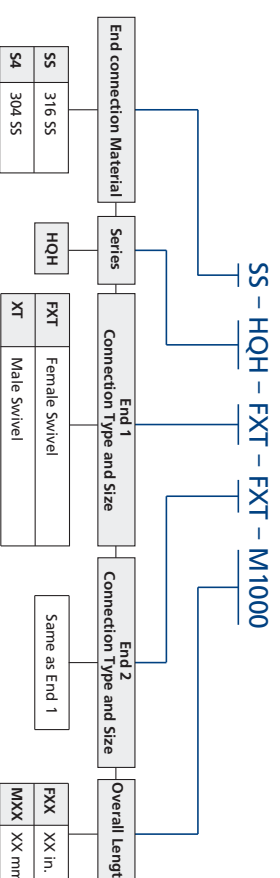 SS – HQH – FXT – FXT – M1000
End connection Material
SS 316 SS
S4 304 SS
Series
HQH
End 1
Connection Type and Size
FXT Female Swivel
XT Male Swivel
End 2
Connection Type and Size
Same as End 1
Overall Lengt
FXX XX in.
MXX XX mm